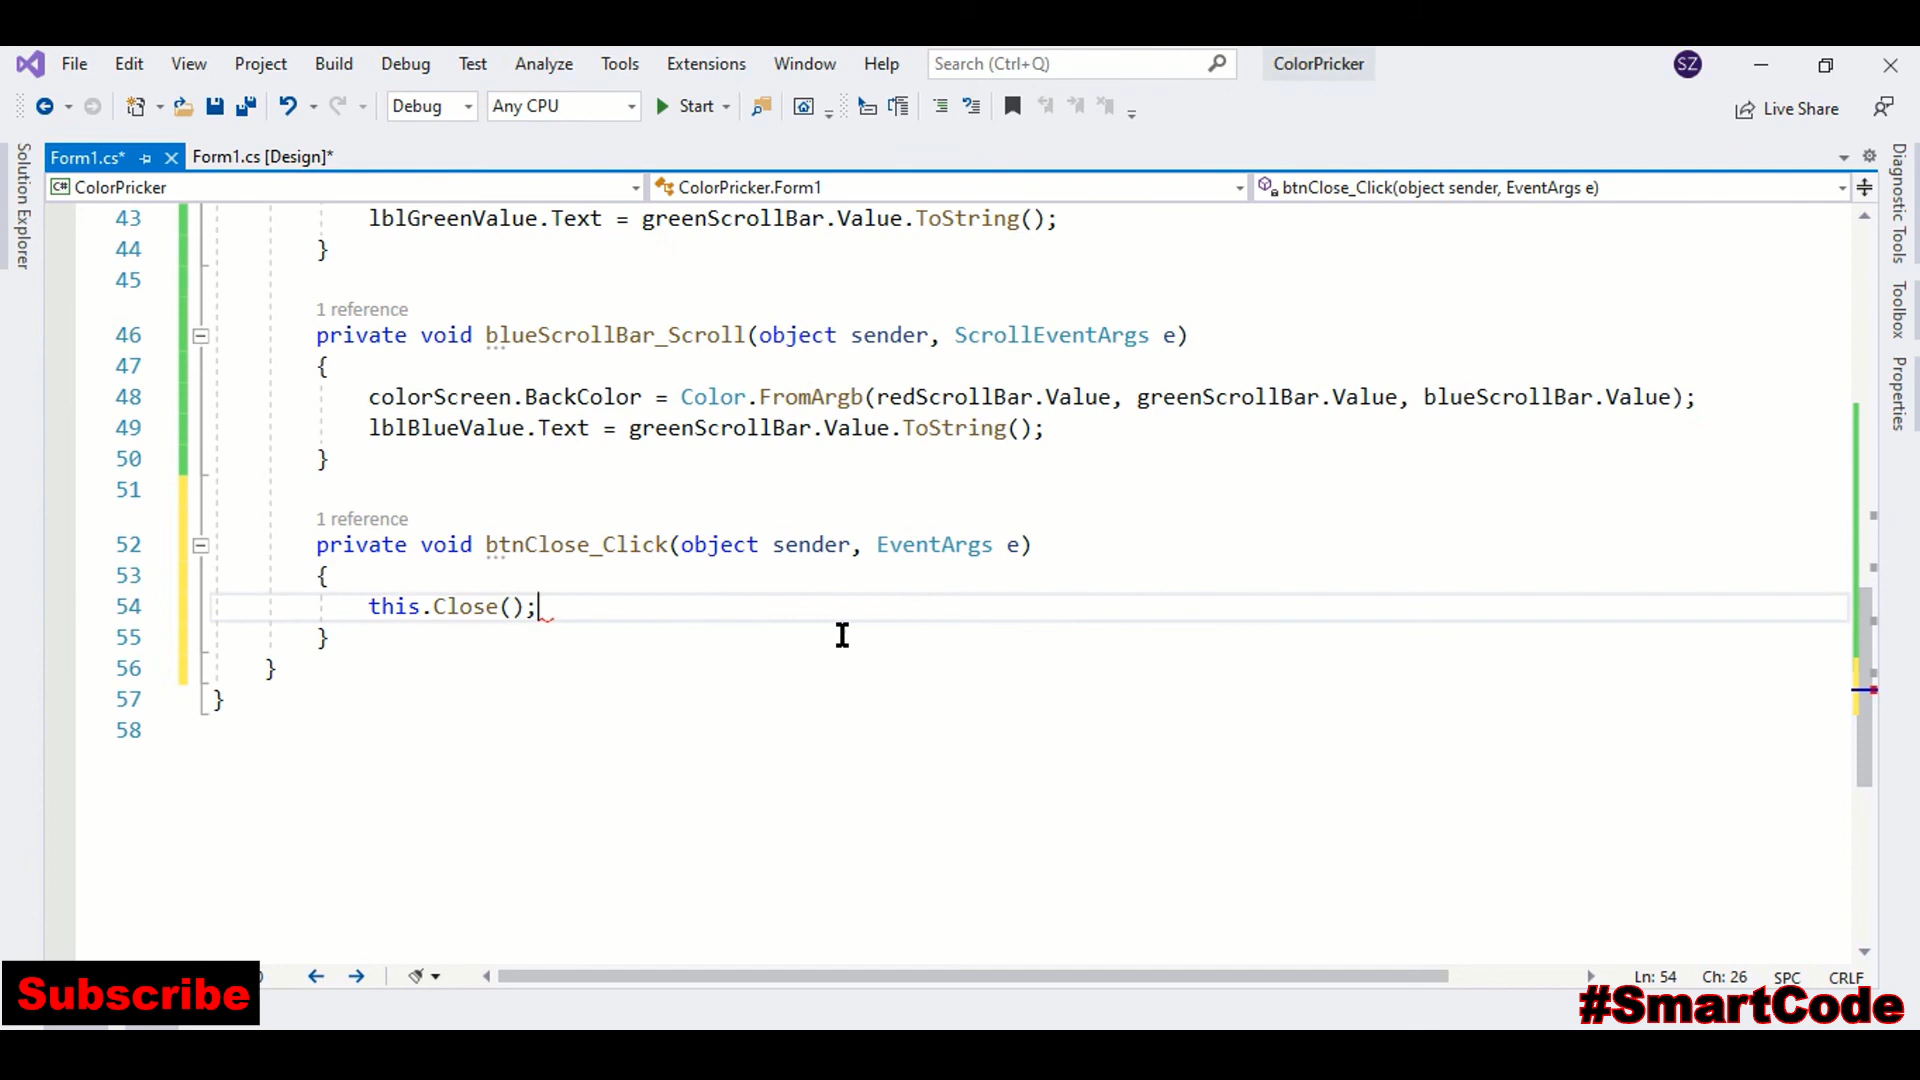 File Edit View Project Build Debug Test Analyze Tools Extensions Window Help Search (Ctrl+Q) ColorPricker SZ
Debug Any CPU Start Live Share
Form1.cs* Form1.cs [Design]*
C# ColorPricker ColorPricker.Form1 btnClose_Click(object sender, EventArgs e)
Solution Explorer
Diagnostic Tools
Toolbox
Properties
43 lblGreenValue.Text = greenScrollBar.Value.ToString();
44 }
45
1 reference
46 private void blueScrollBar_Scroll(object sender, ScrollEventArgs e)
47 {
48 colorScreen.BackColor = Color.FromArgb(redScrollBar.Value, greenScrollBar.Value, blueScrollBar.Value);
49 lblBlueValue.Text = greenScrollBar.Value.ToString();
50 }
51
1 reference
52 private void btnClose_Click(object sender, EventArgs e)
53 {
54 this.Close();
55 }
56 }
57 }
58
Ln: 54 Ch: 26 SPC CRLF
Subscribe
#SmartCode